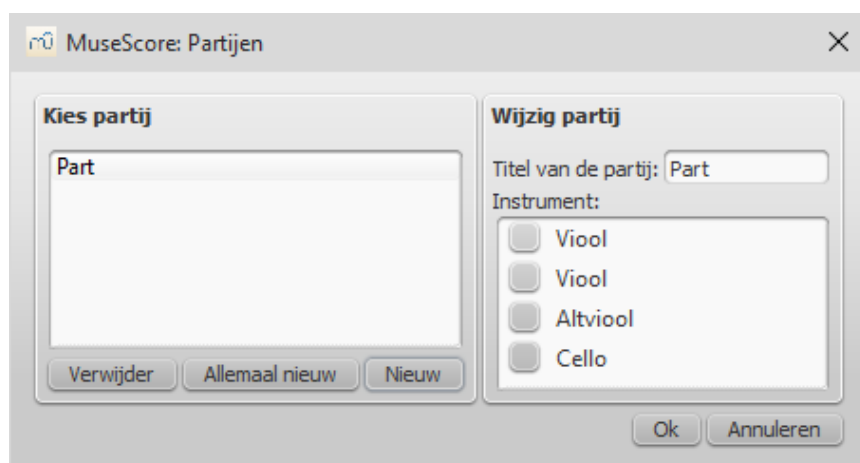 MuseScore: Partijen
Kies partij
Part
Verwijder Allemaal nieuw Nieuw
Wijzig partij
Titel van de partij: Part
Instrument:
Viool
Viool
Altviool
Cello
Ok Annuleren